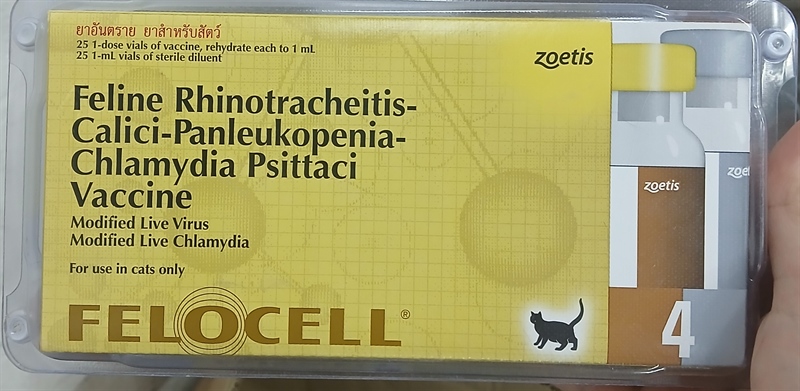 ยาอันตราย ยาสำหรับสัตว์
25 1-dose vials of vaccine, rehydrate each to 1 mL
25 1-mL vials of sterile diluent
zoetis
Feline Rhinotracheitis-
Calici-Panleukopenia-
Chlamydia Psittaci
Vaccine
Modified Live Virus
Modified Live Chlamydia
For use in cats only
FELOCELL®
zoetis
zoe
4